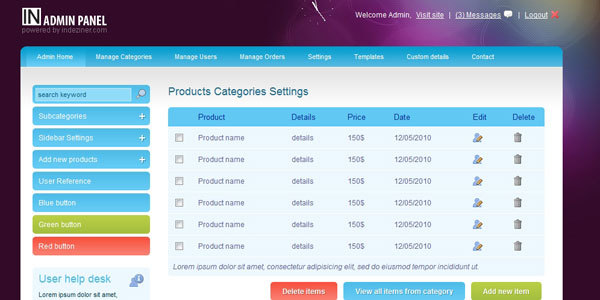 IN ADMIN PANEL
powered by indeziner.com
Welcome Admin, Visit site | (3) Messages | Logout
Admin Home Manage Categories Manage Users Manage Orders Settings Templates Custom details Contact
search keyword
Subcategories
Sidebar Settings
Add new products
User Reference
Blue button
Green button
Red button
User help desk
Lorem ipsum dolor sit amet,
Products Categories Settings
Product Details Price Date Edit Delete
Product name details 150$ 12/05/2010
Product name details 150$ 12/05/2010
Product name details 150$ 12/05/2010
Product name details 150$ 12/05/2010
Product name details 150$ 12/05/2010
Product name details 150$ 12/05/2010
Lorem ipsum dolor sit amet, consectetur adipisicing elit, sed do eiusmod tempor incididunt ut.
Delete items View all items from category Add new item